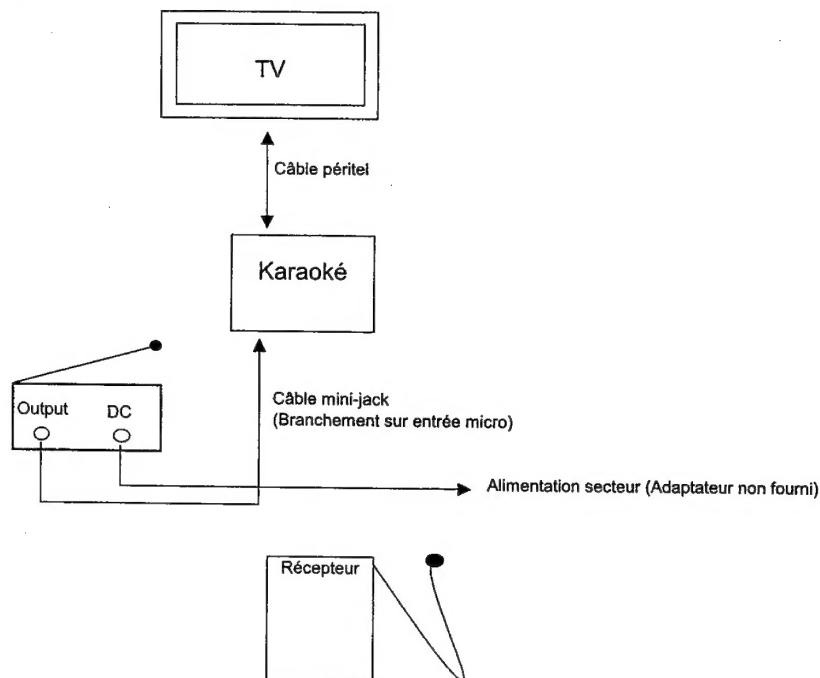 TV
Câble péritel
Karaoké
Output
DC
Câble mini-jack
(Branchement sur entrée micro)
Alimentation secteur (Adaptateur non fourni)
Récepteur